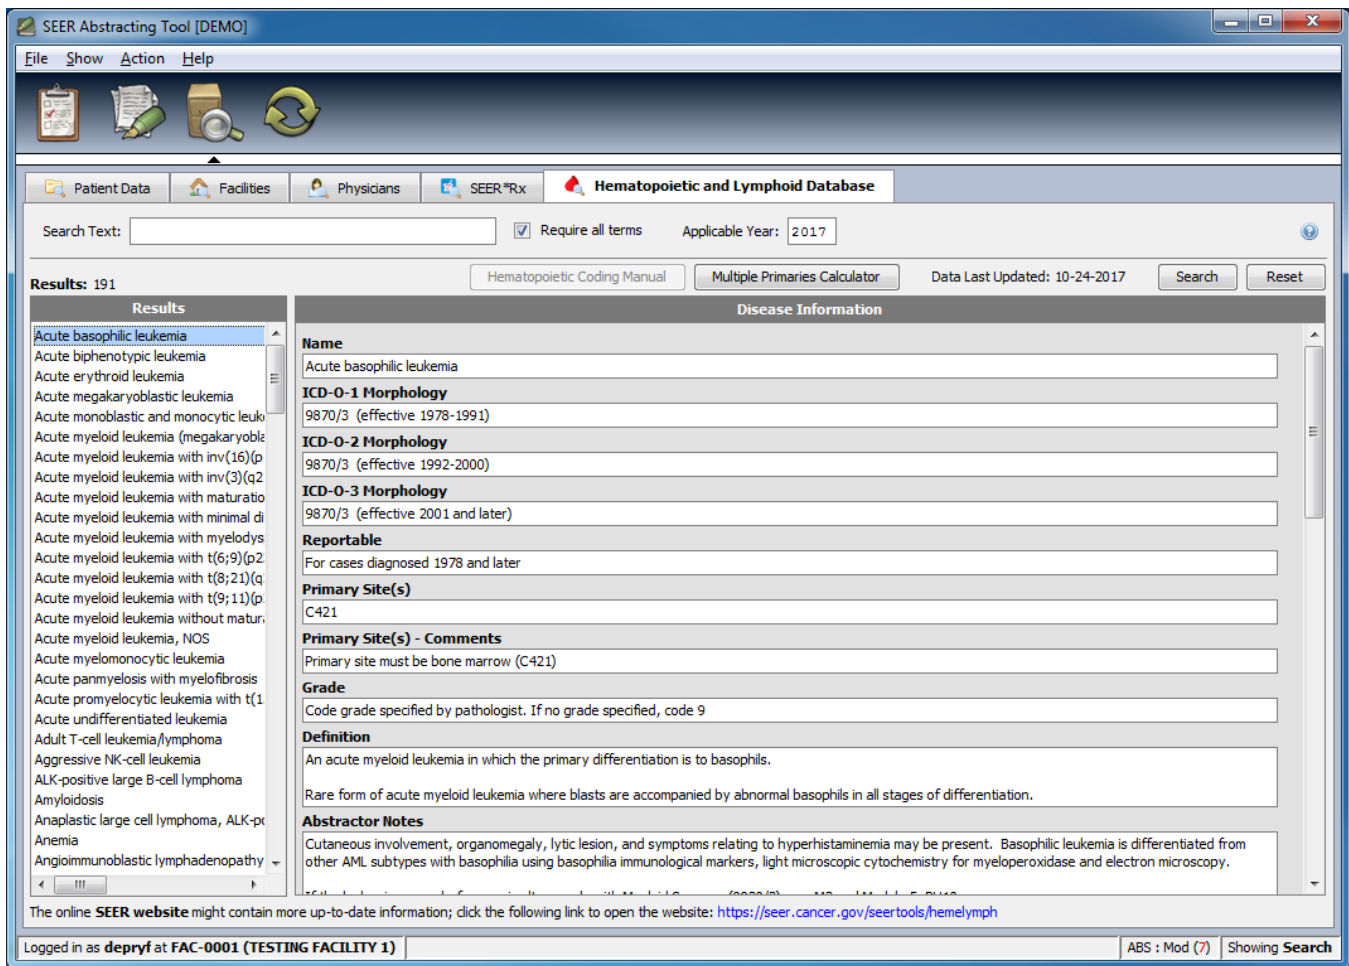 SEER Abstracting Tool [DEMO]
File Show Action Help
Patient Data Facilities Physicians SEER*Rx Hematopoietic and Lymphoid Database
Search Text: Require all terms Applicable Year: 2017
Results: 191 Hematopoietic Coding Manual Multiple Primaries Calculator Data Last Updated: 10-24-2017 Search Reset
Results
Acute basophilic leukemia
Acute biphenotypic leukemia
Acute erythroid leukemia
Acute megakaryoblastic leukemia
Acute monoblastic and monocytic leuk
Acute myeloid leukemia (megakaryobla
Acute myeloid leukemia with inv(16)(p
Acute myeloid leukemia with inv(3)(q2
Acute myeloid leukemia with maturatio
Acute myeloid leukemia with minimal di
Acute myeloid leukemia with myelodys
Acute myeloid leukemia with t(6;9)(p2
Acute myeloid leukemia with t(8;21)(q
Acute myeloid leukemia with t(9;11)(p
Acute myeloid leukemia without matur
Acute myeloid leukemia, NOS
Acute myelomonocytic leukemia
Acute panmyelosis with myelofibrosis
Acute promyelocytic leukemia with t(1
Acute undifferentiated leukemia
Adult T-cell leukemia/lymphoma
Aggressive NK-cell leukemia
ALK-positive large B-cell lymphoma
Amyloidosis
Anaplastic large cell lymphoma, ALK-po
Anemia
Angioimmunoblastic lymphadenopathy
Disease Information
Name
Acute basophilic leukemia
ICD-O-1 Morphology
9870/3 (effective 1978-1991)
ICD-O-2 Morphology
9870/3 (effective 1992-2000)
ICD-O-3 Morphology
9870/3 (effective 2001 and later)
Reportable
For cases diagnosed 1978 and later
Primary Site(s)
C421
Primary Site(s) - Comments
Primary site must be bone marrow (C421)
Grade
Code grade specified by pathologist. If no grade specified, code 9
Definition
An acute myeloid leukemia in which the primary differentiation is to basophils.
Rare form of acute myeloid leukemia where blasts are accompanied by abnormal basophils in all stages of differentiation.
Abstractor Notes
Cutaneous involvement, organomegaly, lytic lesion, and symptoms relating to hyperhistaminemia may be present. Basophilic leukemia is differentiated from
other AML subtypes with basophilia using basophilia immunological markers, light microscopic cytochemistry for myeloperoxidase and electron microscopy.
The online SEER website might contain more up-to-date information; click the following link to open the website: https://seer.cancer.gov/seertools/hemelymph
Logged in as depryf at FAC-0001 (TESTING FACILITY 1) ABS : Mod (7) Showing Search